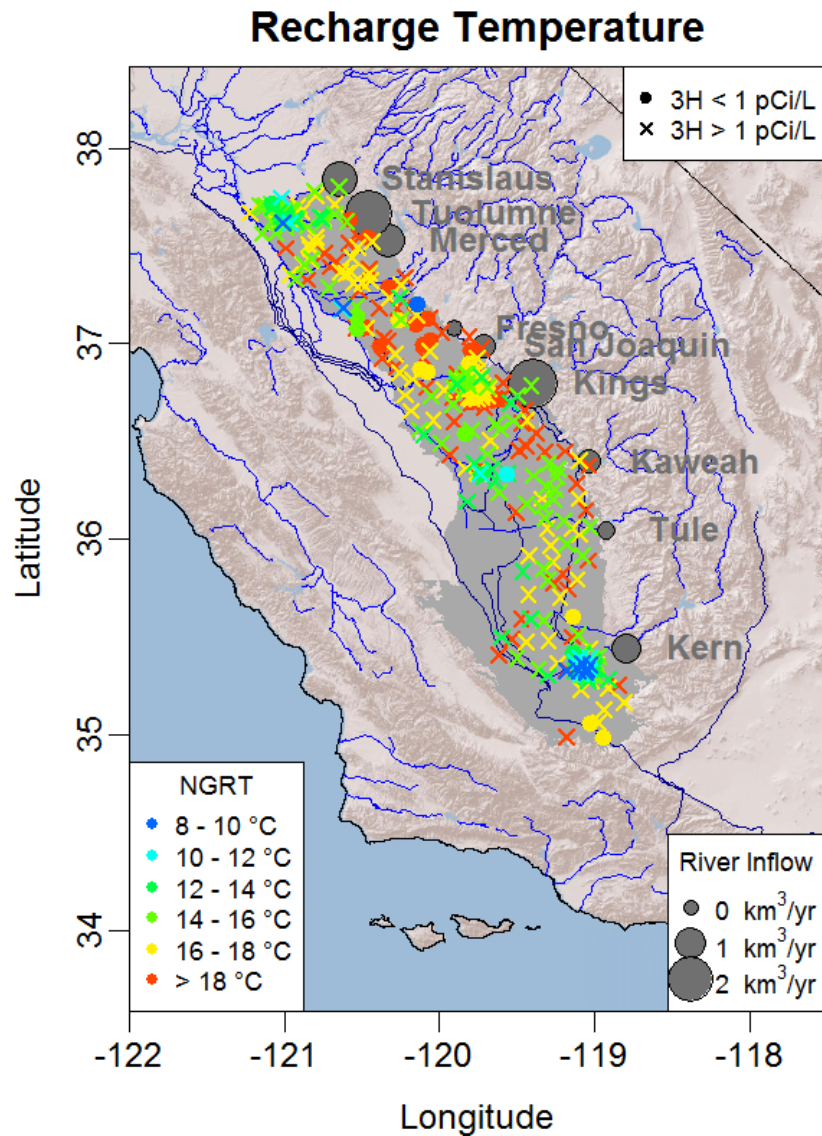 Recharge Temperature
3H < 1 pCi/L
3H > 1 pCi/L
Stanislaus
Tuolumne
Merced
Fresno
San Joaquin
Kings
Kaweah
Tule
Kern
Latitude
38
37
36
35
34
NGRT
8 - 10 °C
10 - 12 °C
12 - 14 °C
14 - 16 °C
16 - 18 °C
> 18 °C
River Inflow
0 km³/yr
1 km³/yr
2 km³/yr
-122 -121 -120 -119 -118
Longitude